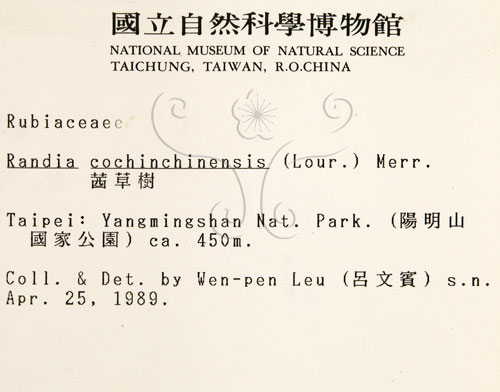 國立自然科學博物館
NATIONAL MUSEUM OF NATURAL SCIENCE
TAICHUNG, TAIWAN, R.O.CHINA
Rubiaceaee
Randia cochinchinensis (Lour.) Merr.
茜草樹
Taipei: Yangmingshan Nat. Park. (陽明山
國家公園) ca. 450m.
Coll. & Det. by Wen-pen Leu (呂文賓) s.n.
Apr. 25, 1989.